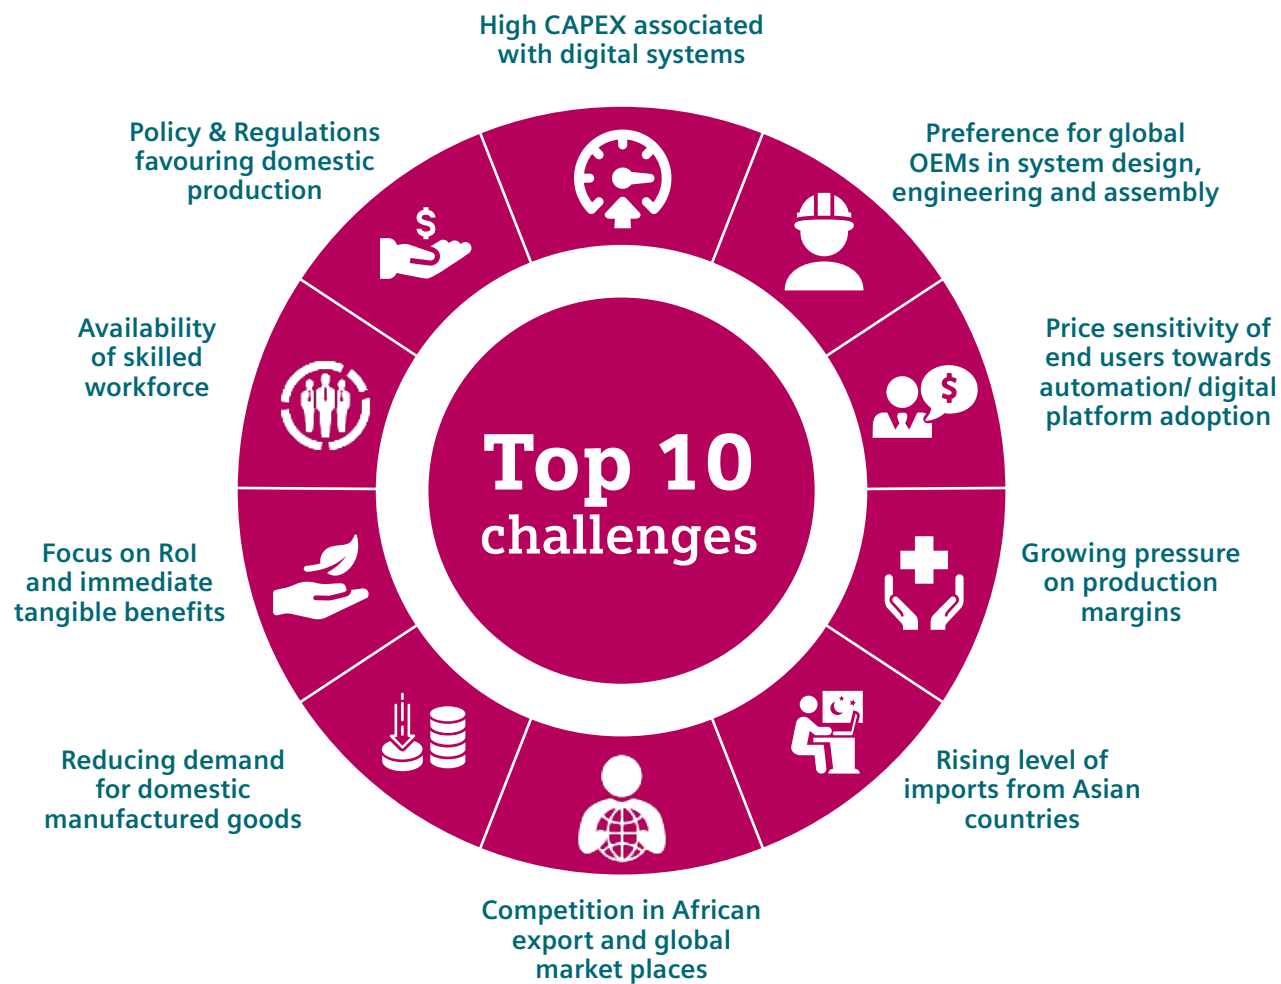 High CAPEX associated
with digital systems
Preference for global
OEMs in system design,
engineering and assembly
Price sensitivity of
end users towards
automation/ digital
platform adoption
Growing pressure
on production
margins
Rising level of
imports from Asian
countries
Competition in African
export and global
market places
Reducing demand
for domestic
manufactured goods
Focus on RoI
and immediate
tangible benefits
Availability
of skilled
workforce
Policy & Regulations
favouring domestic
production
$
$
Top 10
challenges